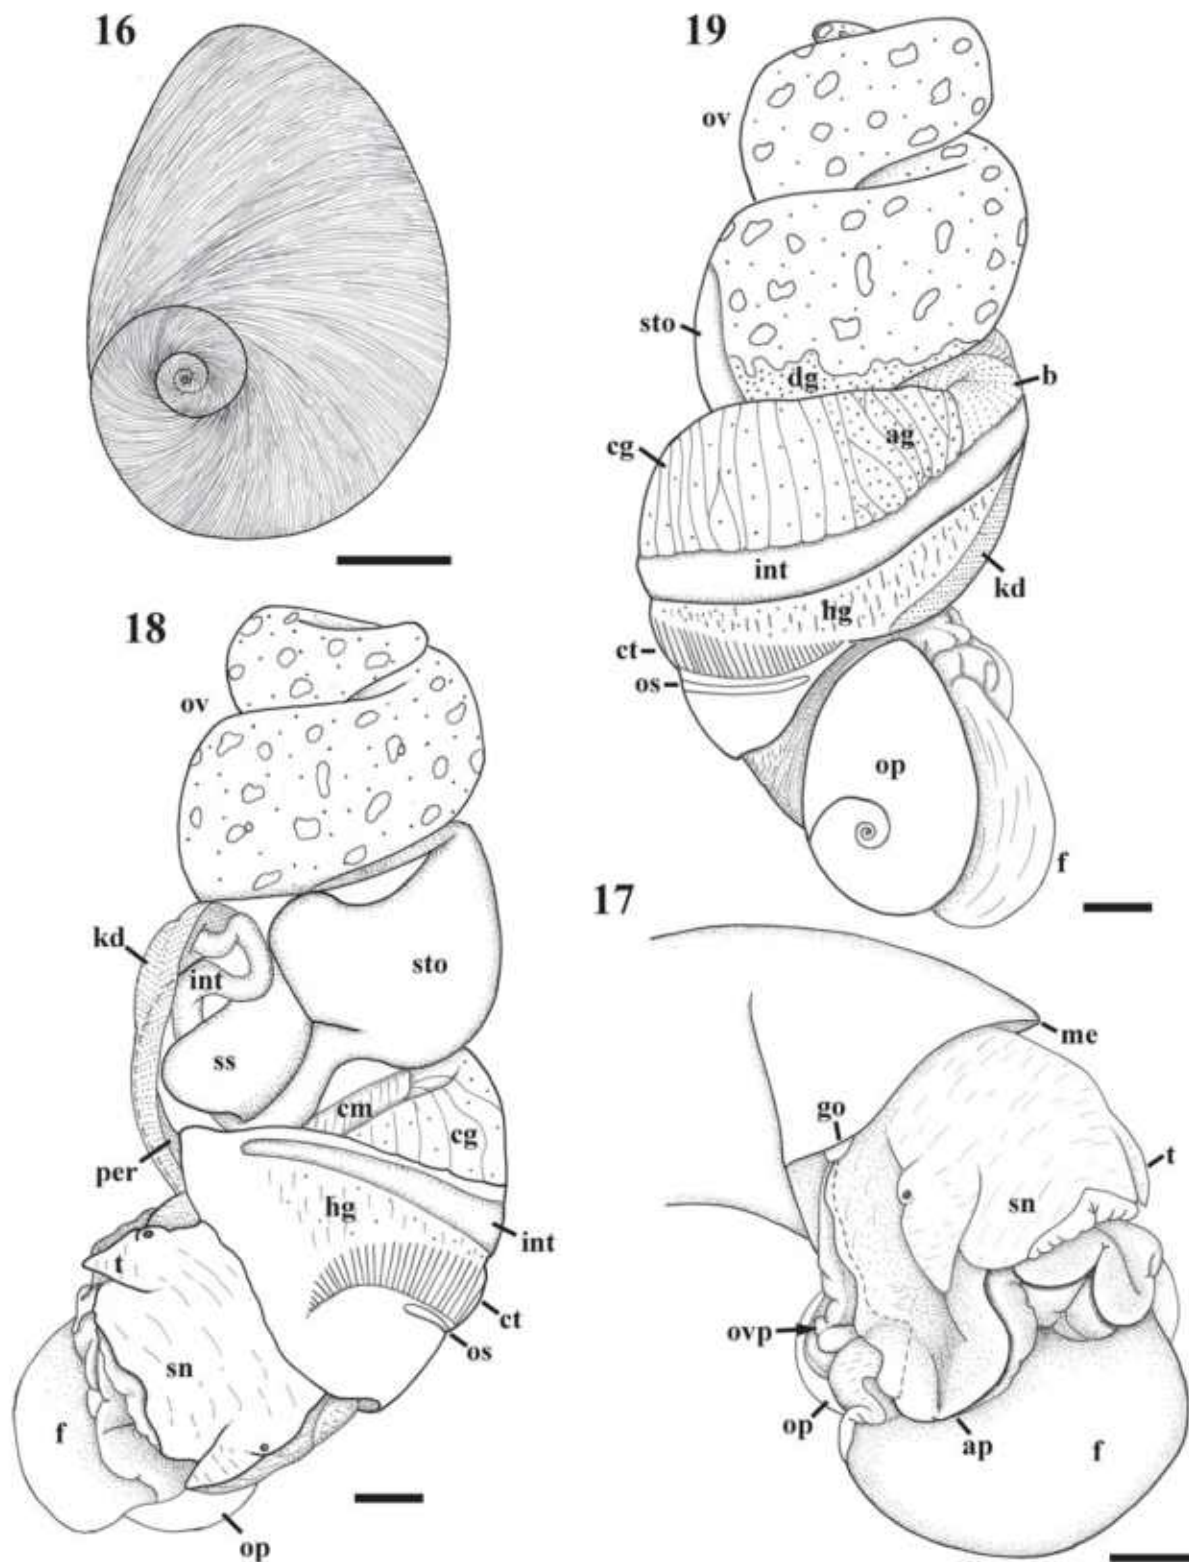 16
19
ov
sto
dg
b
cg
ag
int
kd
hg
ct
os
op
f
18
ov
kd
int
sto
ss
cm
cg
per
hg
int
t
ct
os
sn
f
op
17
me
go
t
sn
ovp
op
ap
f